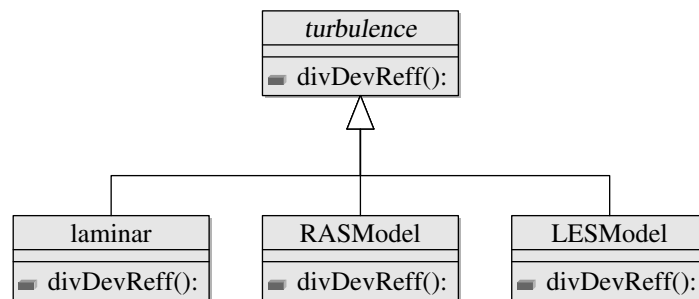 turbulence
divDevReff():
laminar RASModel LESModel
divDevReff(): divDevReff(): divDevReff():